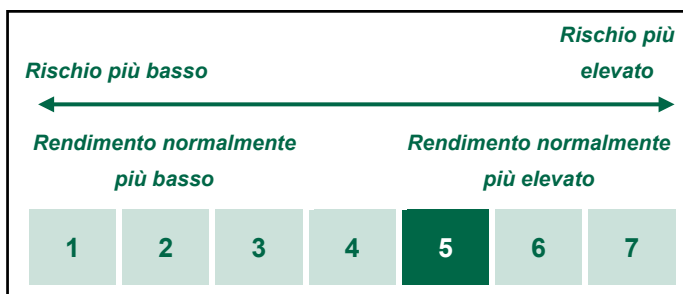 Rischio più
elevato
Rischio più basso
Rendimento normalmente
più basso
Rendimento normalmente
più elevato
1 2 3 4 5 6 7